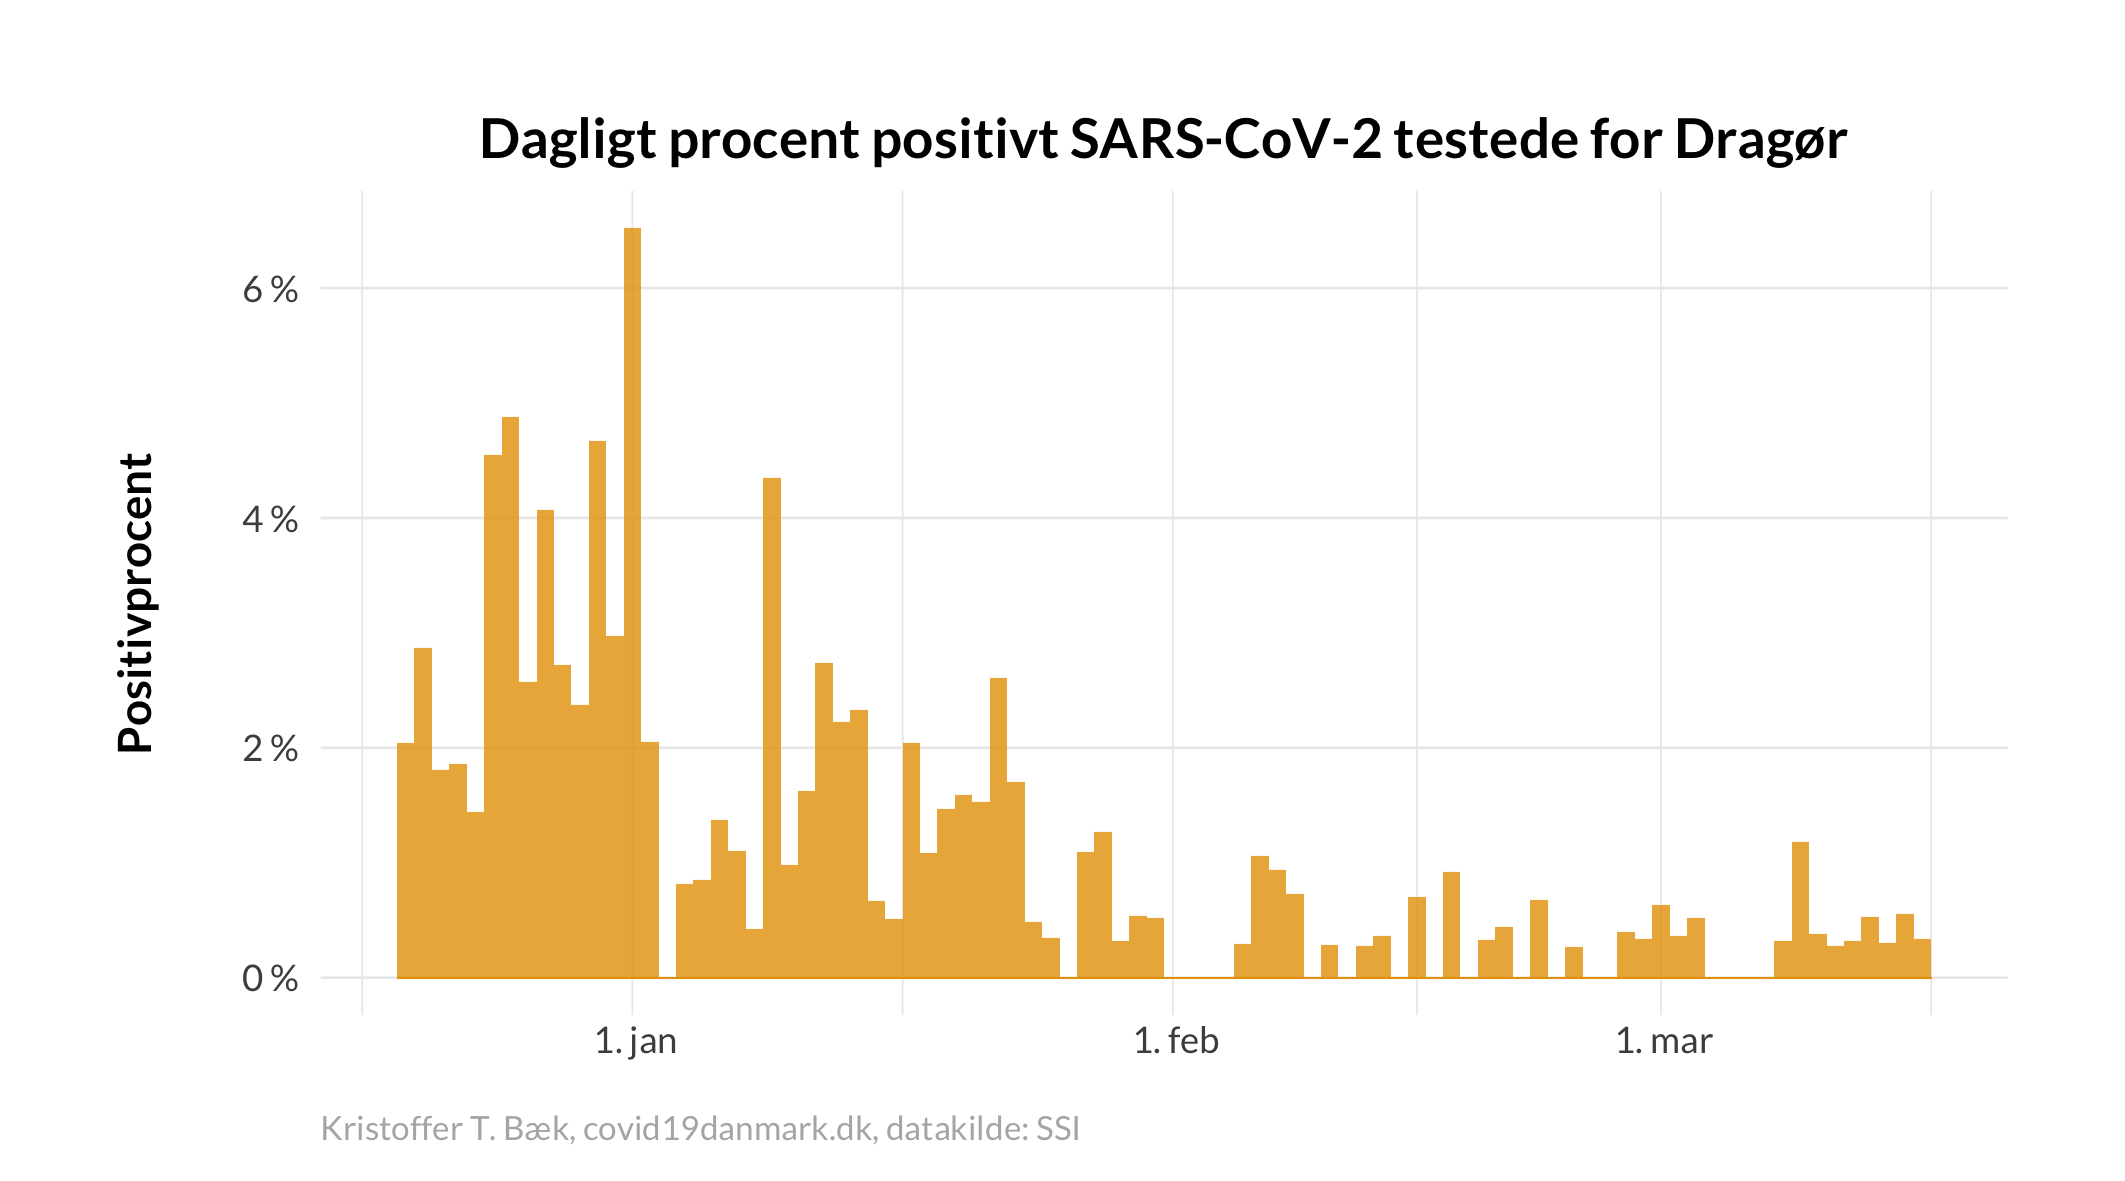 Dagligt procent positivt SARS-CoV-2 testede for Dragør
Positivprocent
6 %
4 %
2 %
0 %
1. jan
1. feb
1. mar
Kristoffer T. Bæk, covid19danmark.dk, datakilde: SSI